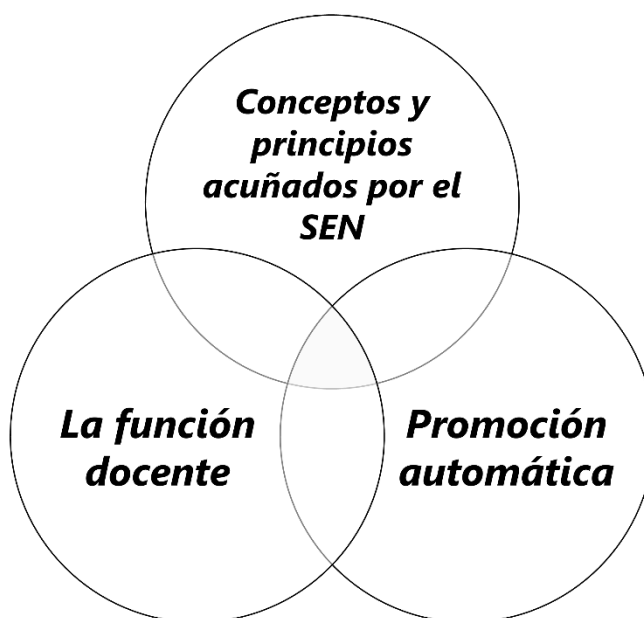 Conceptos y
principios
acuñados por el
SEN
La función
docente
Promoción
automática